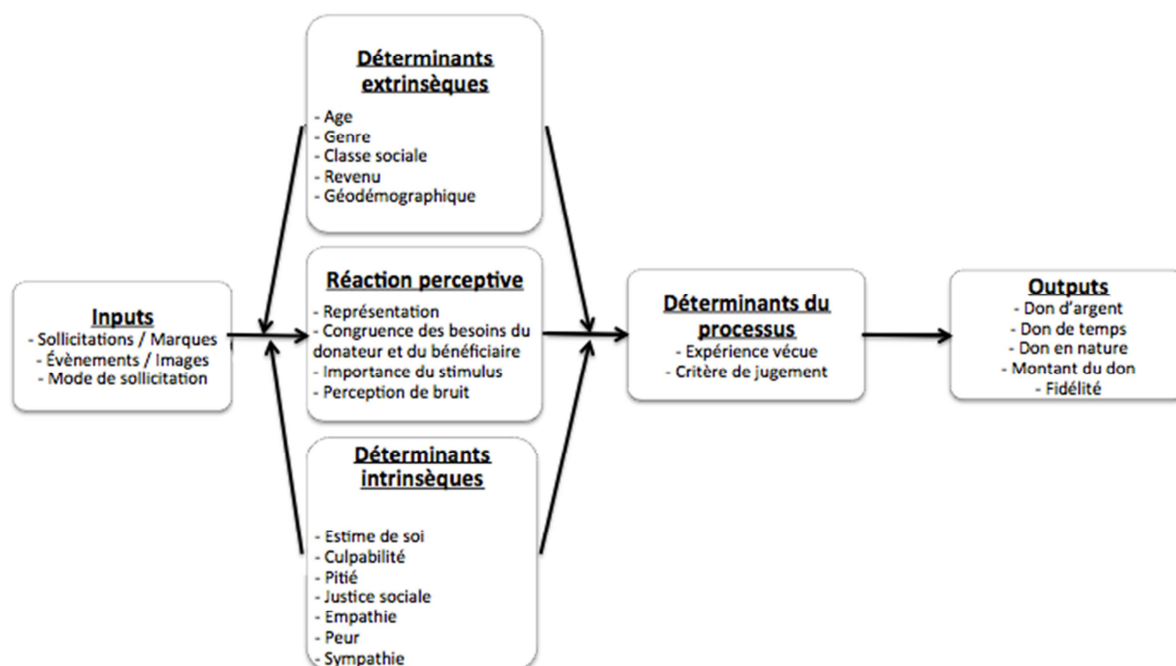 Déterminants
extrinsèques
- Age
- Genre
- Classe sociale
- Revenu
- Géodémographique
Inputs
- Sollicitations / Marques
- Évènements / Images
- Mode de sollicitation
Réaction perceptive
- Représentation
- Congruence des besoins du
donateur et du bénéficiaire
- Importance du stimulus
- Perception de bruit
Déterminants
intrinsèques
- Estime de soi
- Culpabilité
- Pitié
- Justice sociale
- Empathie
- Peur
- Sympathie
Déterminants du
processus
- Expérience vécue
- Critère de jugement
Outputs
- Don d'argent
- Don de temps
- Don en nature
- Montant du don
- Fidélité